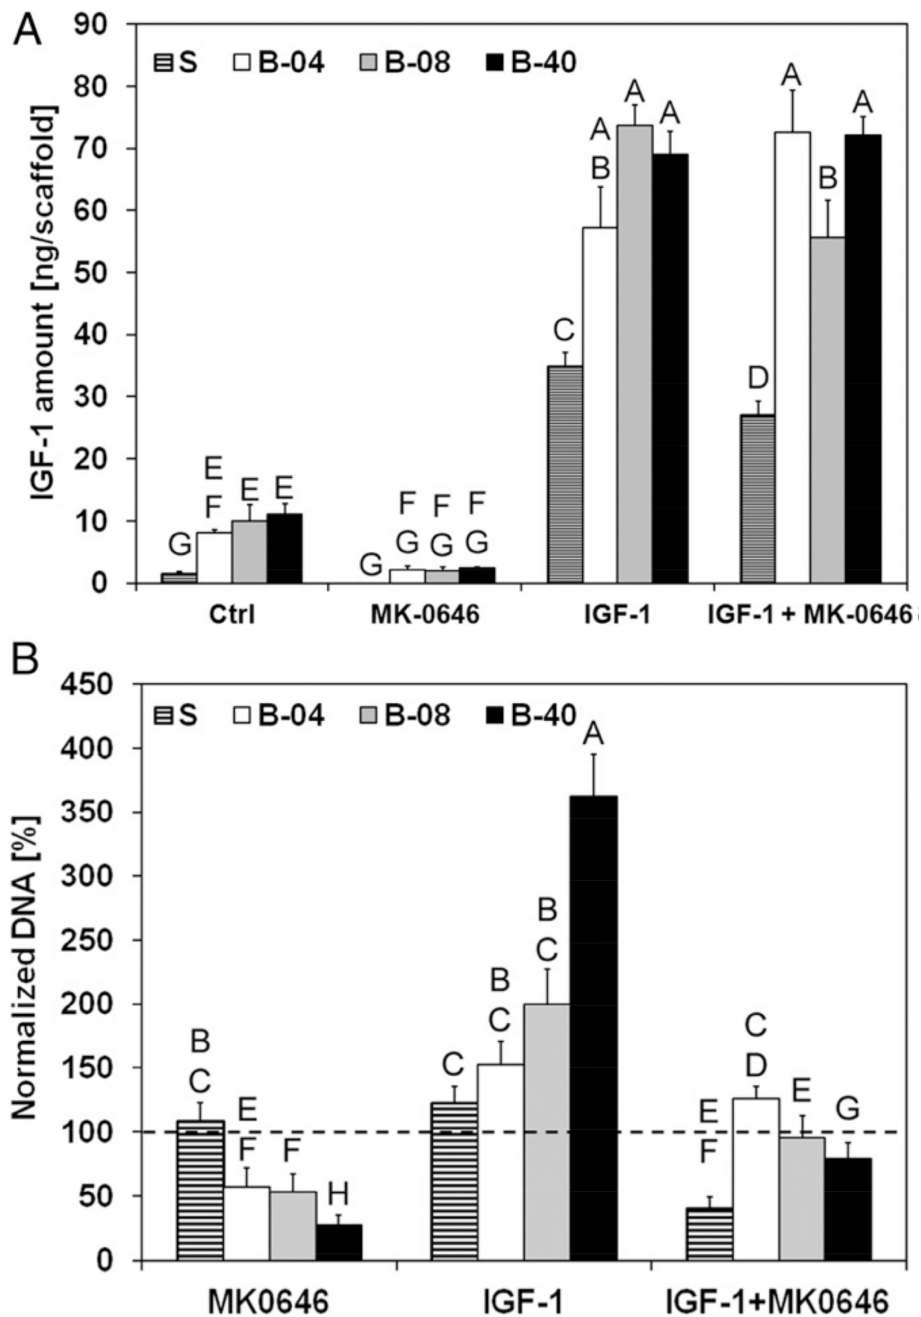 A
IGF-1 amount [ng/scaffold]
90
80
70
60
50
40
30
20
10
0
S B-04 B-08 B-40
G
E
F
E
E
G
F
G
F
G
F
G
C
A
B
A
A
D
A
B
A
Ctrl MK-0646 IGF-1 IGF-1 + MK-0646
B
Normalized DNA [%]
450
400
350
300
250
200
150
100
50
0
S B-04 B-08 B-40
B
C
E
F
F
H
C
B
C
B
C
A
E
F
C
D
E
G
MK0646 IGF-1 IGF-1+MK0646